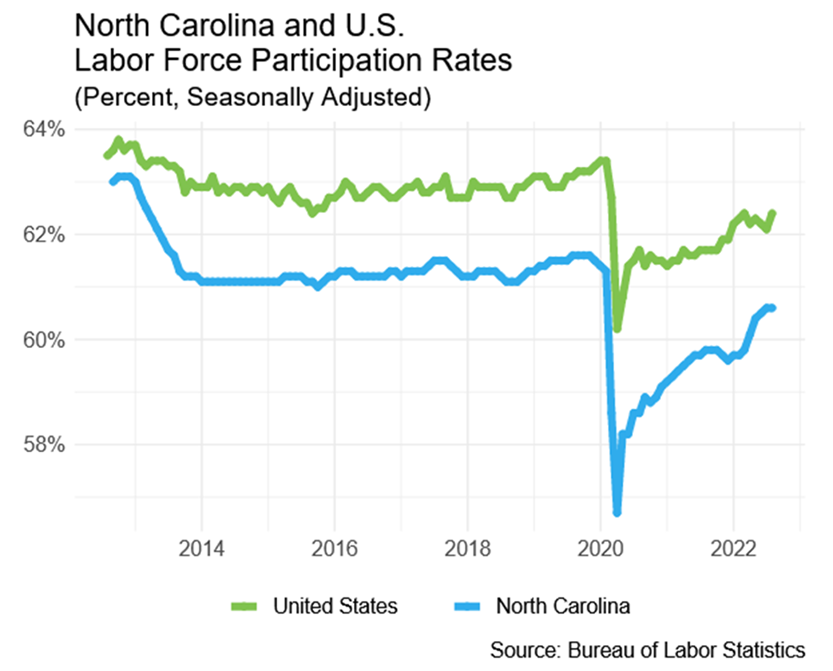 North Carolina and U.S.
Labor Force Participation Rates
(Percent, Seasonally Adjusted)
64%
62%
60%
58%
2014 2016 2018 2020 2022
United States North Carolina
Source: Bureau of Labor Statistics